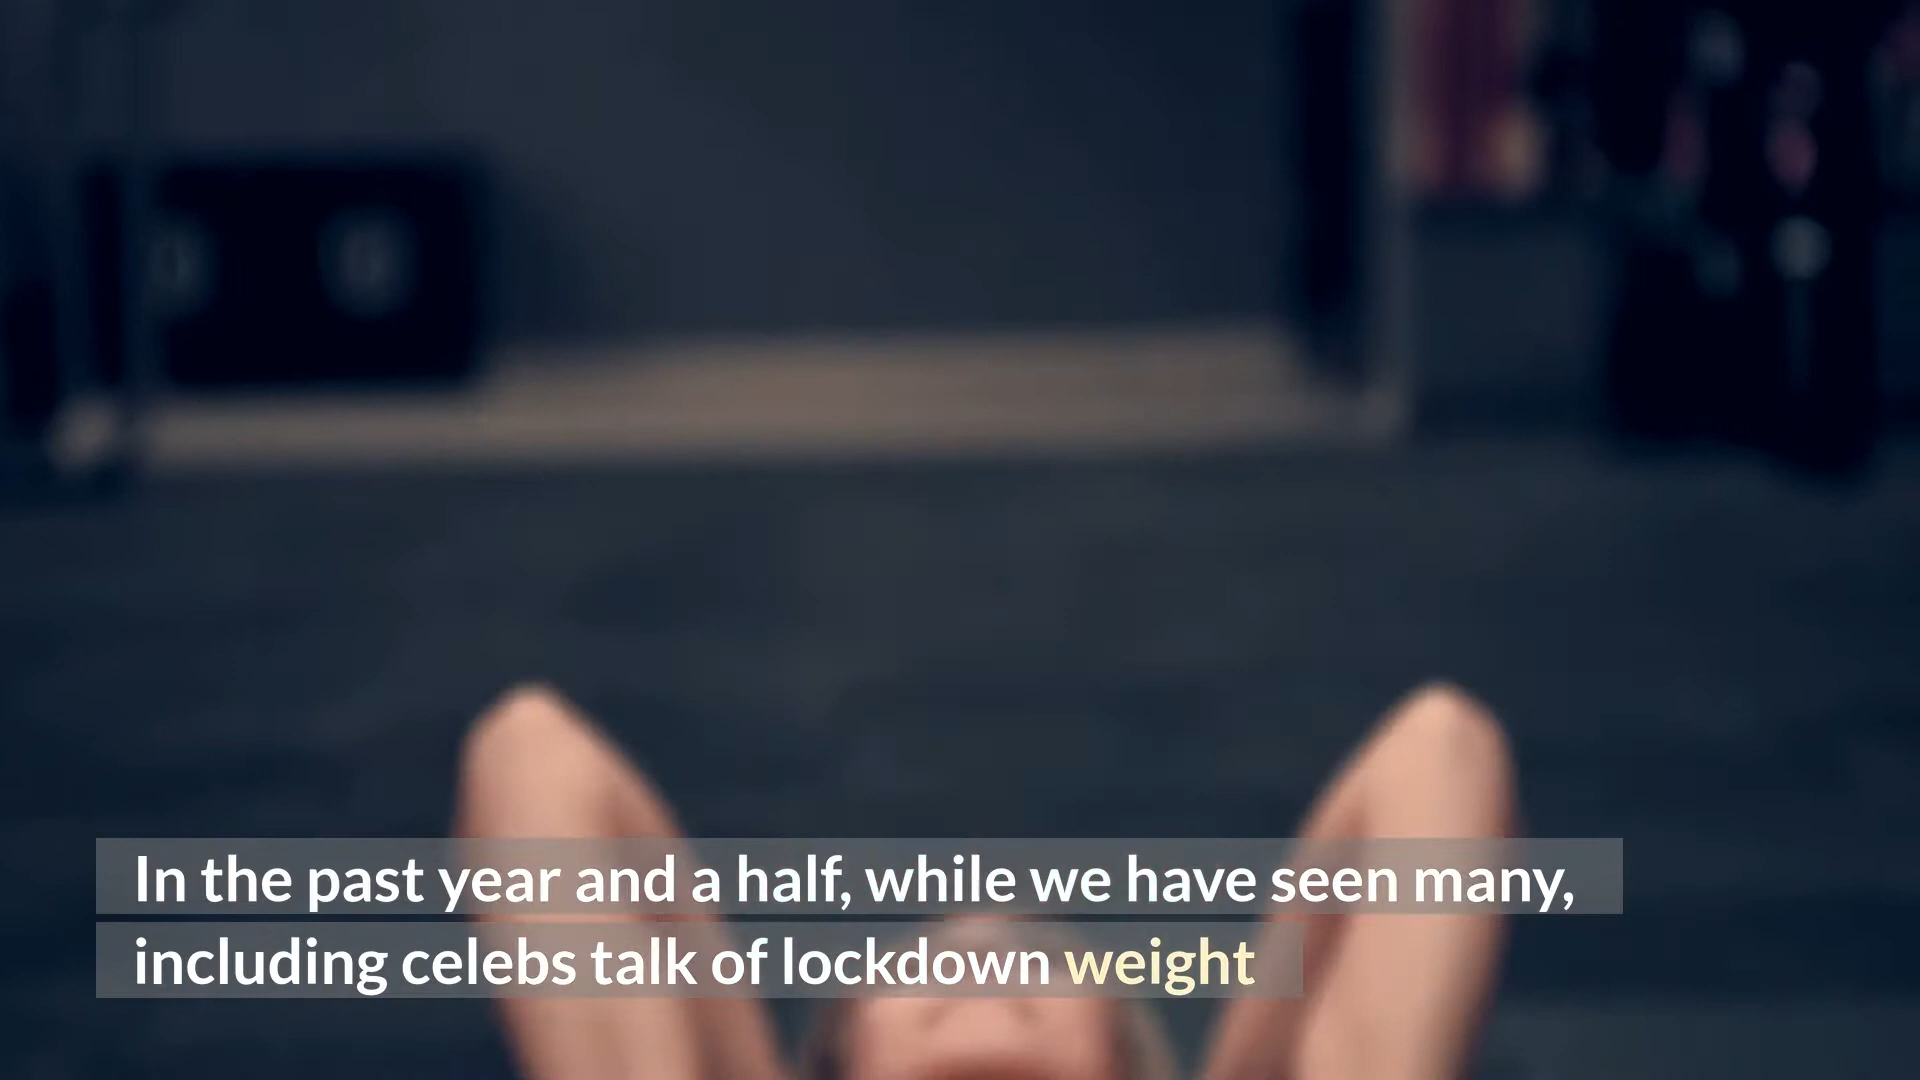 In the past year and a half, while we have seen many,
including celebs talk of lockdown weight